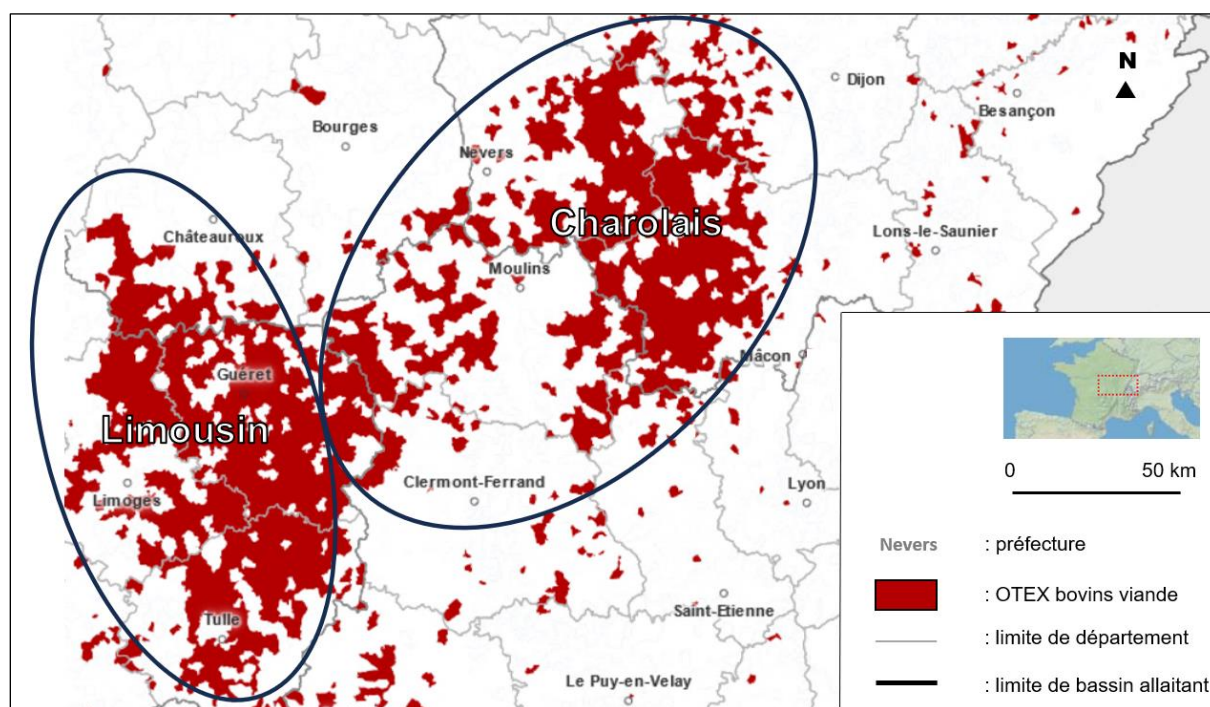 N
Dijon
Besançon
Bourges
Nevers
Charolais
Châteauroux
Lons-le-Saunier
Moulins
Mâcon
Guéret
Limousin
Limoges
Clermont-Ferrand
Lyon
Tulle
Saint-Etienne
Le Puy-en-Velay
0 50 km
Nevers : préfecture
: OTEX bovins viande
: limite de département
: limite de bassin allaitant